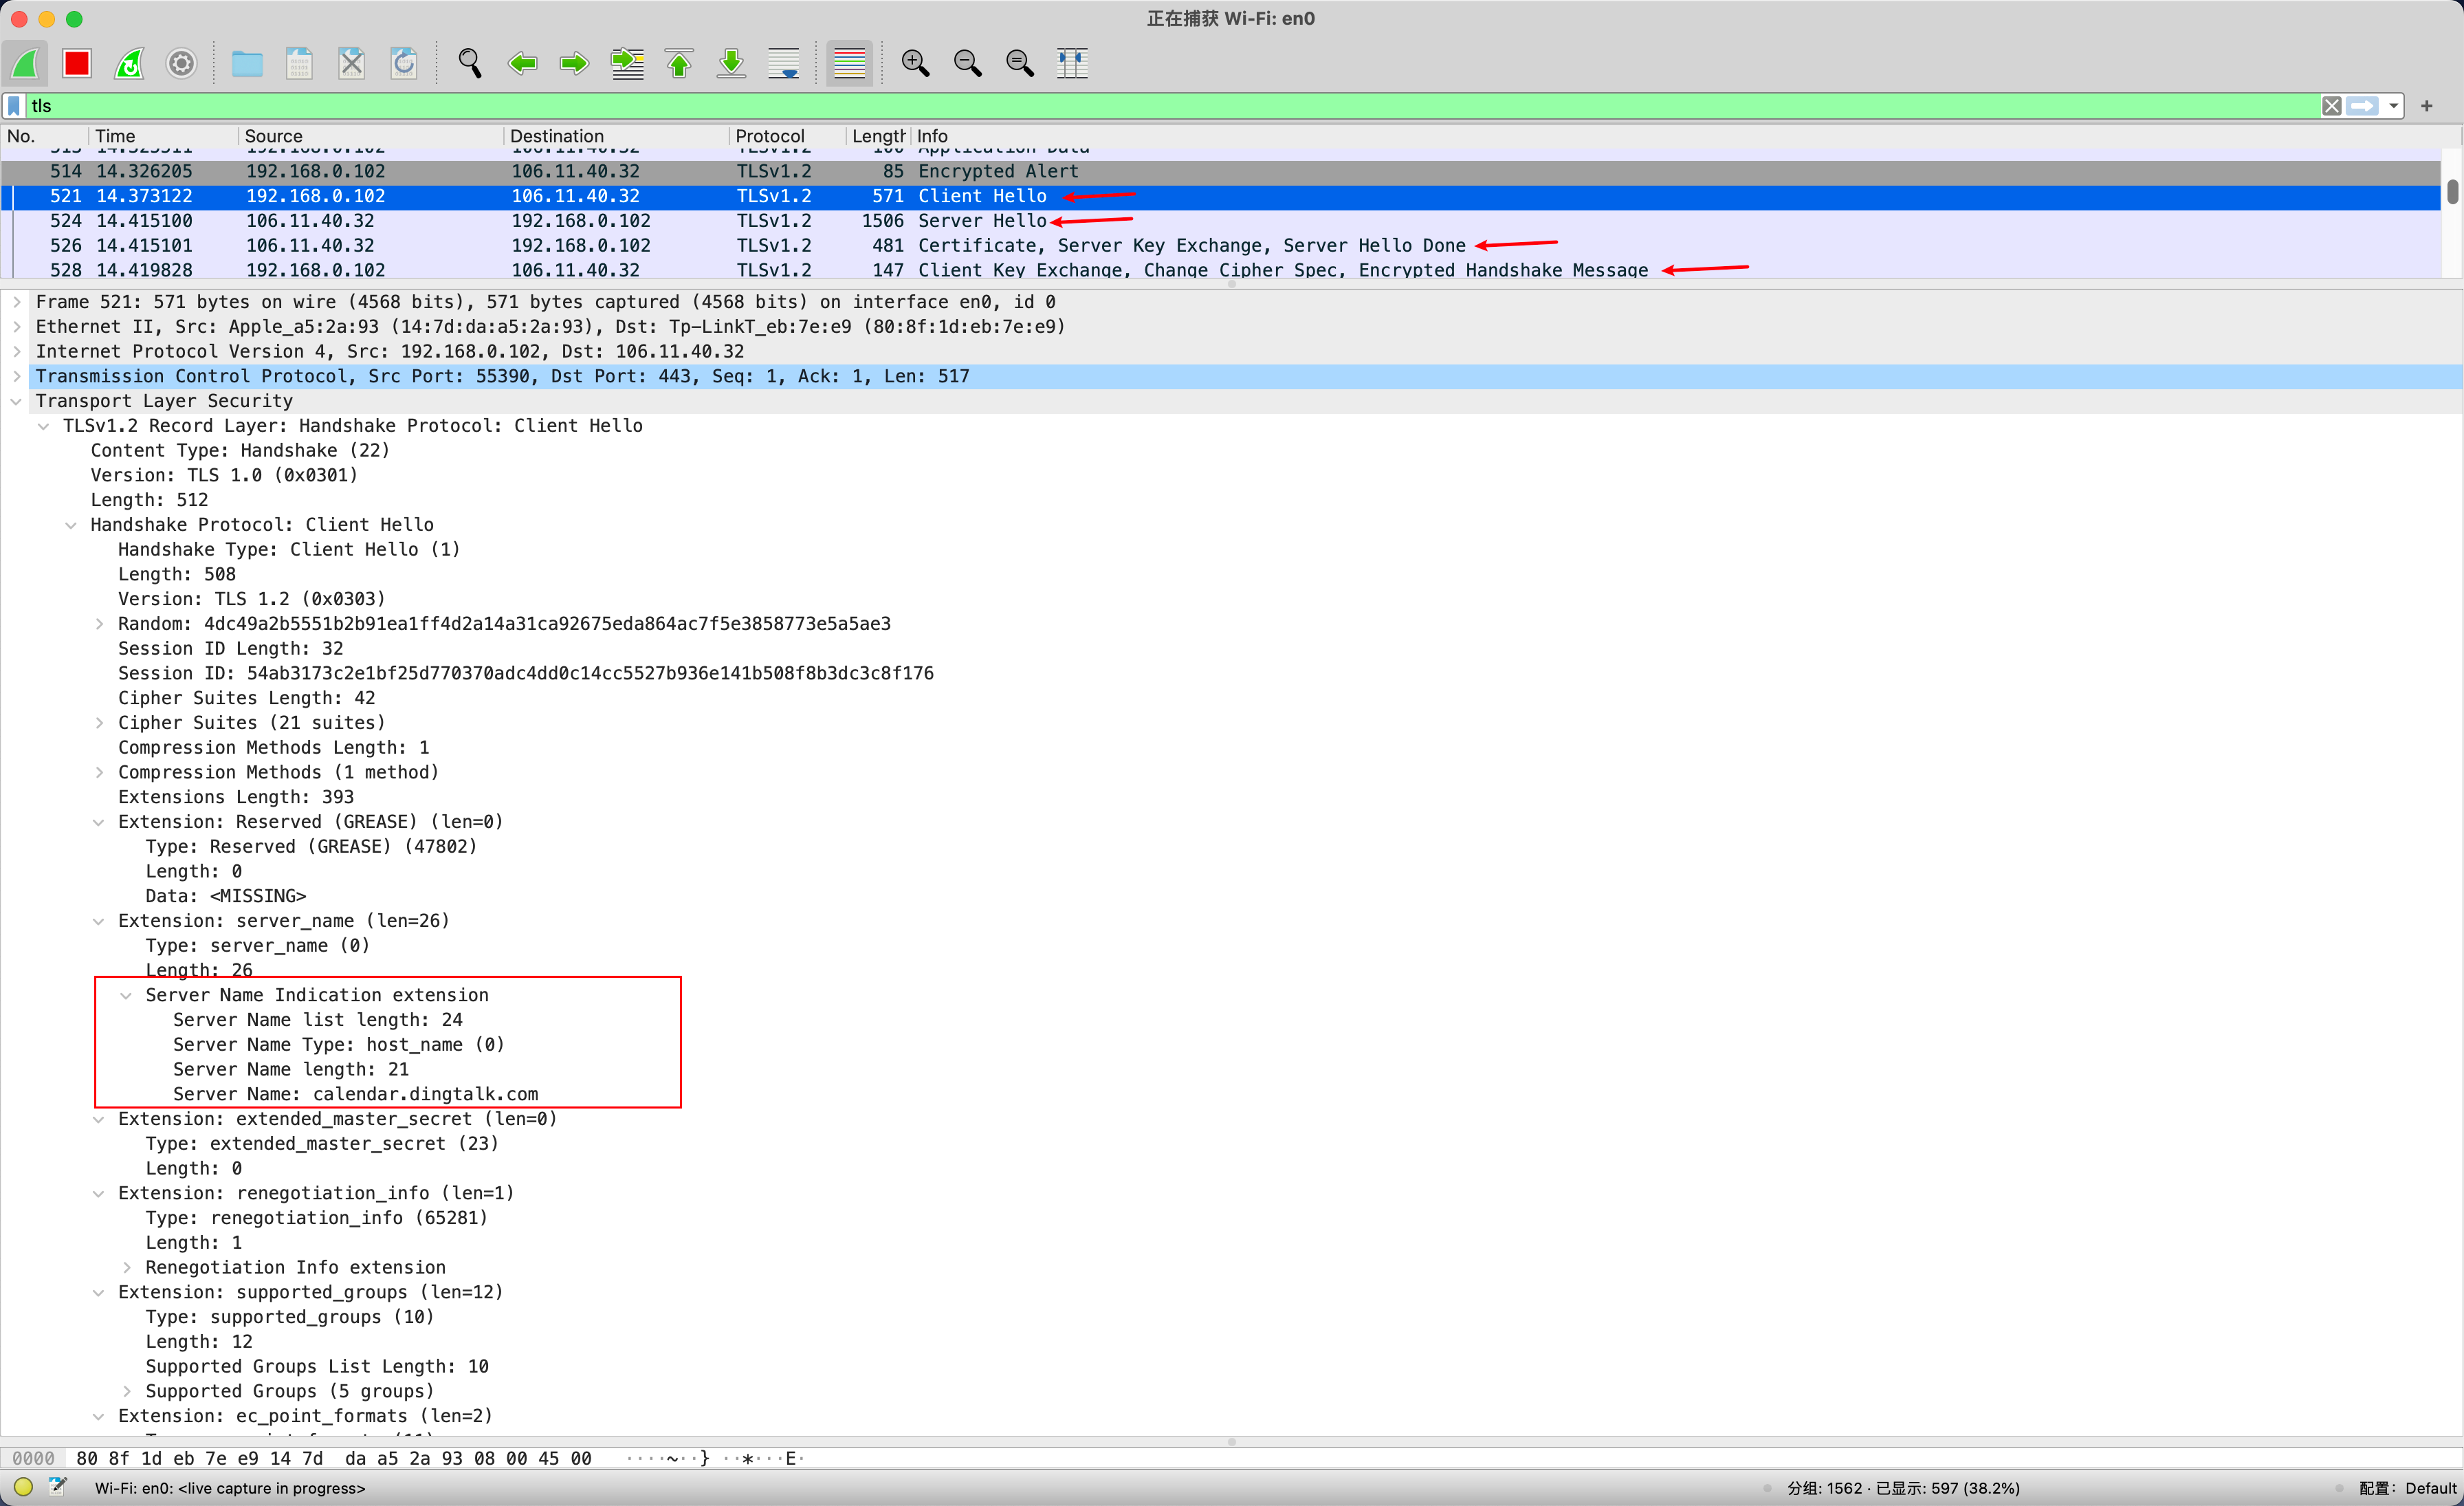 正在捕获 Wi-Fi: en0
tls
No. Time Source Destination Protocol Length Info
514 14.326205 192.168.0.102 106.11.40.32 TLSv1.2 85 Encrypted Alert
521 14.373122 192.168.0.102 106.11.40.32 TLSv1.2 571 Client Hello
524 14.415100 106.11.40.32 192.168.0.102 TLSv1.2 1506 Server Hello
526 14.415101 106.11.40.32 192.168.0.102 TLSv1.2 481 Certificate, Server Key Exchange, Server Hello Done
528 14.419828 192.168.0.102 106.11.40.32 TLSv1.2 147 Client Key Exchange, Change Cipher Spec, Encrypted Handshake Message
Frame 521: 571 bytes on wire (4568 bits), 571 bytes captured (4568 bits) on interface en0, id 0
Ethernet II, Src: Apple_a5:2a:93 (14:7d:da:a5:2a:93), Dst: Tp-LinkT_eb:7e:e9 (80:8f:1d:eb:7e:e9)
Internet Protocol Version 4, Src: 192.168.0.102, Dst: 106.11.40.32
Transmission Control Protocol, Src Port: 55390, Dst Port: 443, Seq: 1, Ack: 1, Len: 517
Transport Layer Security
TLSv1.2 Record Layer: Handshake Protocol: Client Hello
Content Type: Handshake (22)
Version: TLS 1.0 (0x0301)
Length: 512
Handshake Protocol: Client Hello
Handshake Type: Client Hello (1)
Length: 508
Version: TLS 1.2 (0x0303)
Random: 4dc49a2b5551b2b91ea1ff4d2a14a31ca92675eda864ac7f5e3858773e5a5ae3
Session ID Length: 32
Session ID: 54ab3173c2e1bf25d770370adc4dd0c14cc5527b936e141b508f8b3dc3c8f176
Cipher Suites Length: 42
Cipher Suites (21 suites)
Compression Methods Length: 1
Compression Methods (1 method)
Extensions Length: 393
Extension: Reserved (GREASE) (len=0)
Type: Reserved (GREASE) (47802)
Length: 0
Data: <MISSING>
Extension: server_name (len=26)
Type: server_name (0)
Length: 26
Server Name Indication extension
Server Name list length: 24
Server Name Type: host_name (0)
Server Name length: 21
Server Name: calendar.dingtalk.com
Extension: extended_master_secret (len=0)
Type: extended_master_secret (23)
Length: 0
Extension: renegotiation_info (len=1)
Type: renegotiation_info (65281)
Length: 1
Renegotiation Info extension
Extension: supported_groups (len=12)
Type: supported_groups (10)
Length: 12
Supported Groups List Length: 10
Supported Groups (5 groups)
Extension: ec_point_formats (len=2)
0000 80 8f 1d eb 7e e9 14 7d da a5 2a 93 08 00 45 00 ····~··} ··*···E·
Wi-Fi: en0: <live capture in progress> 分组: 1562 · 已显示: 597 (38.2%) 配置: Default